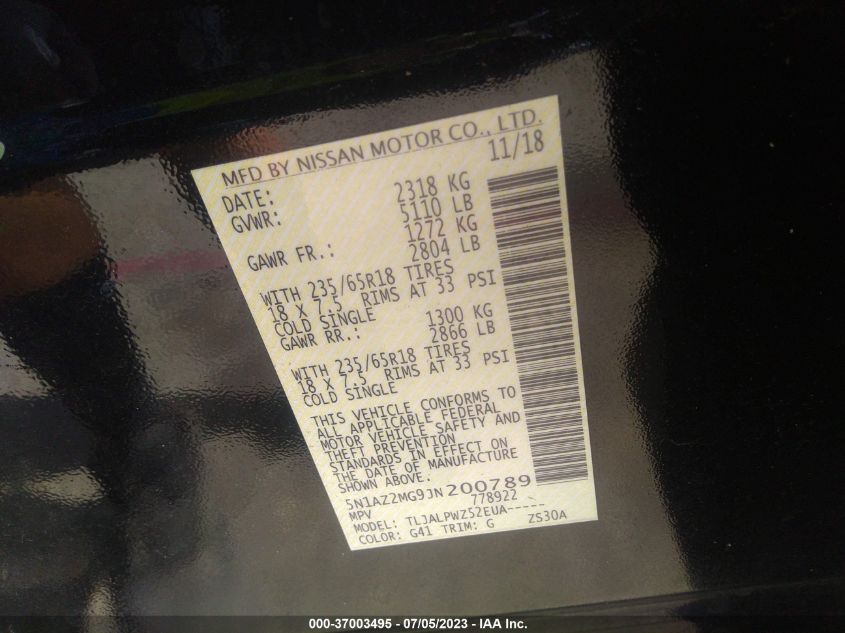 MFD BY NISSAN MOTOR CO., LTD.
DATE: 11/18
GVWR: 2318 KG
5110 LB
GAWR FR.: 1272 KG
2804 LB
WITH 235/65R18 TIRES
18 X 7.5 RIMS AT 33 PSI
COLD SINGLE
GAWR RR.: 1300 KG
2866 LB
WITH 235/65R18 TIRES
18 X 7.5 RIMS AT 33 PSI
COLD SINGLE
THIS VEHICLE CONFORMS TO
ALL APPLICABLE FEDERAL
MOTOR VEHICLE SAFETY AND
THEFT PREVENTION
STANDARDS IN EFFECT ON
THE DATE OF MANUFACTURE
SHOWN ABOVE.
5N1AZ2MG9JN200789
MPV 778922
MODEL: TLJALPWZ52EUA-----
COLOR: G41 TRIM: G ZS30A
000-37003495 - 07/05/2023 - IAA Inc.